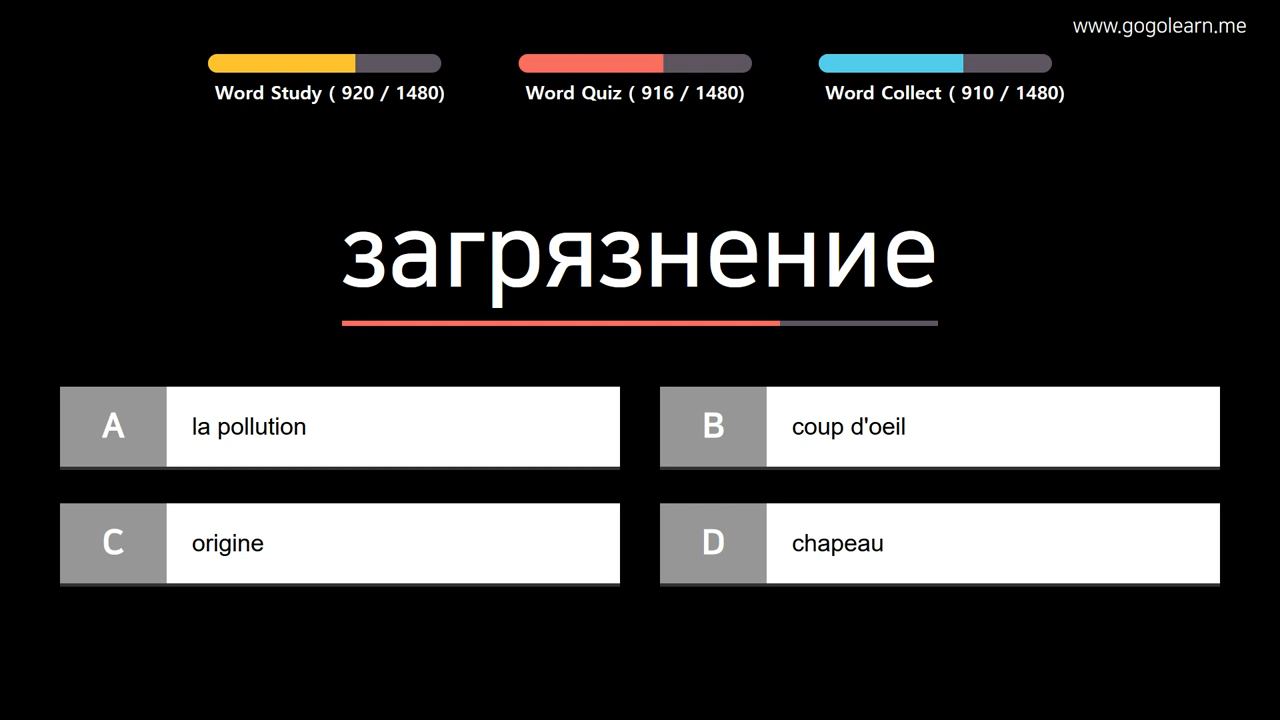 www.gogolearn.me
Word Study ( 920 / 1480)
Word Quiz ( 916 / 1480)
Word Collect ( 910 / 1480)
загрязнение
A la pollution
B coup d'oeil
C origine
D chapeau